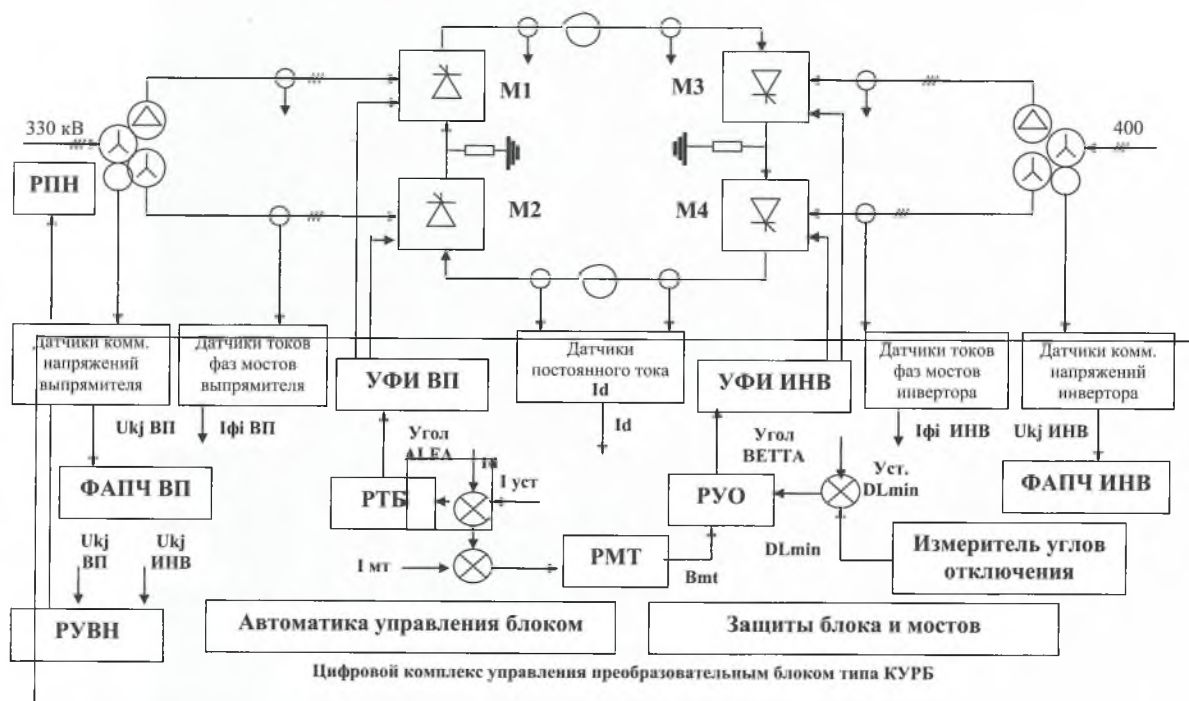 М1
М3
330 кВ
400
РПН
М2
М4
Датчики комм.
напряжений
выпрямителя
Датчики токов
фаз мостов
выпрямителя
УФИ ВП
Датчики
постоянного тока
Id
УФИ ИНВ
Датчики токов
фаз мостов
инвертора
Датчики комм.
напряжений
инвертора
Ukj ВП
Iфi ВП
Угол
ALFA
Id
Id
Угол
BETTA
Iфi ИНВ
Ukj ИНВ
ФАПЧ ВП
РТБ
I уст
РУО
Уст.
DLmin
ФАПЧ ИНВ
Ukj
ВП
Ukj
ИНВ
I мт
РМТ
Bmt
DLmin
Измеритель углов
отключения
РУВН
Автоматика управления блоком
Защиты блока и мостов
Цифровой комплекс управления преобразовательным блоком типа КУРБ